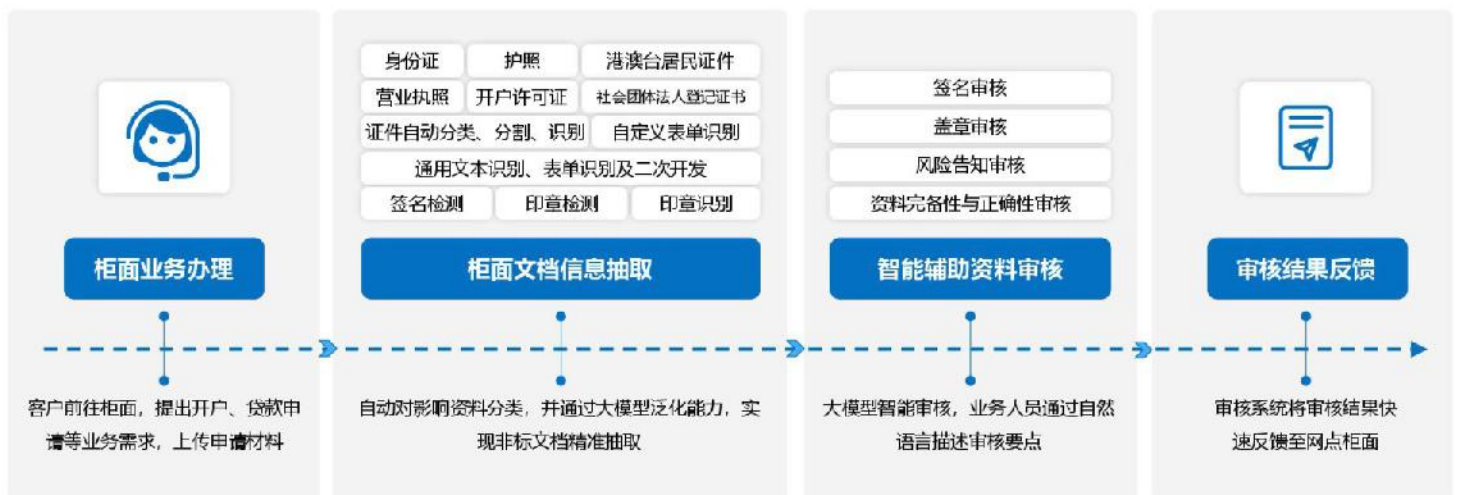 身份证 护照 港澳台居民证件
营业执照 开户许可证 社会团体法人登记证书
证件自动分类、分割、识别 自定义表单识别
通用文本识别、表单识别及二次开发
签名检测 印章检测 印章识别
签名审核
盖章审核
风险告知审核
资料完备性与正确性审核
柜面业务办理
柜面文档信息抽取
智能辅助资料审核
审核结果反馈
客户前往柜面，提出开户、贷款申
请等业务需求，上传申请材料
自动对影响资料分类，并通过大模型泛化能力，实
现非标文档精准抽取
大模型智能审核，业务人员通过自然
语言描述审核要点
审核系统将审核结果快
速反馈至网点柜面